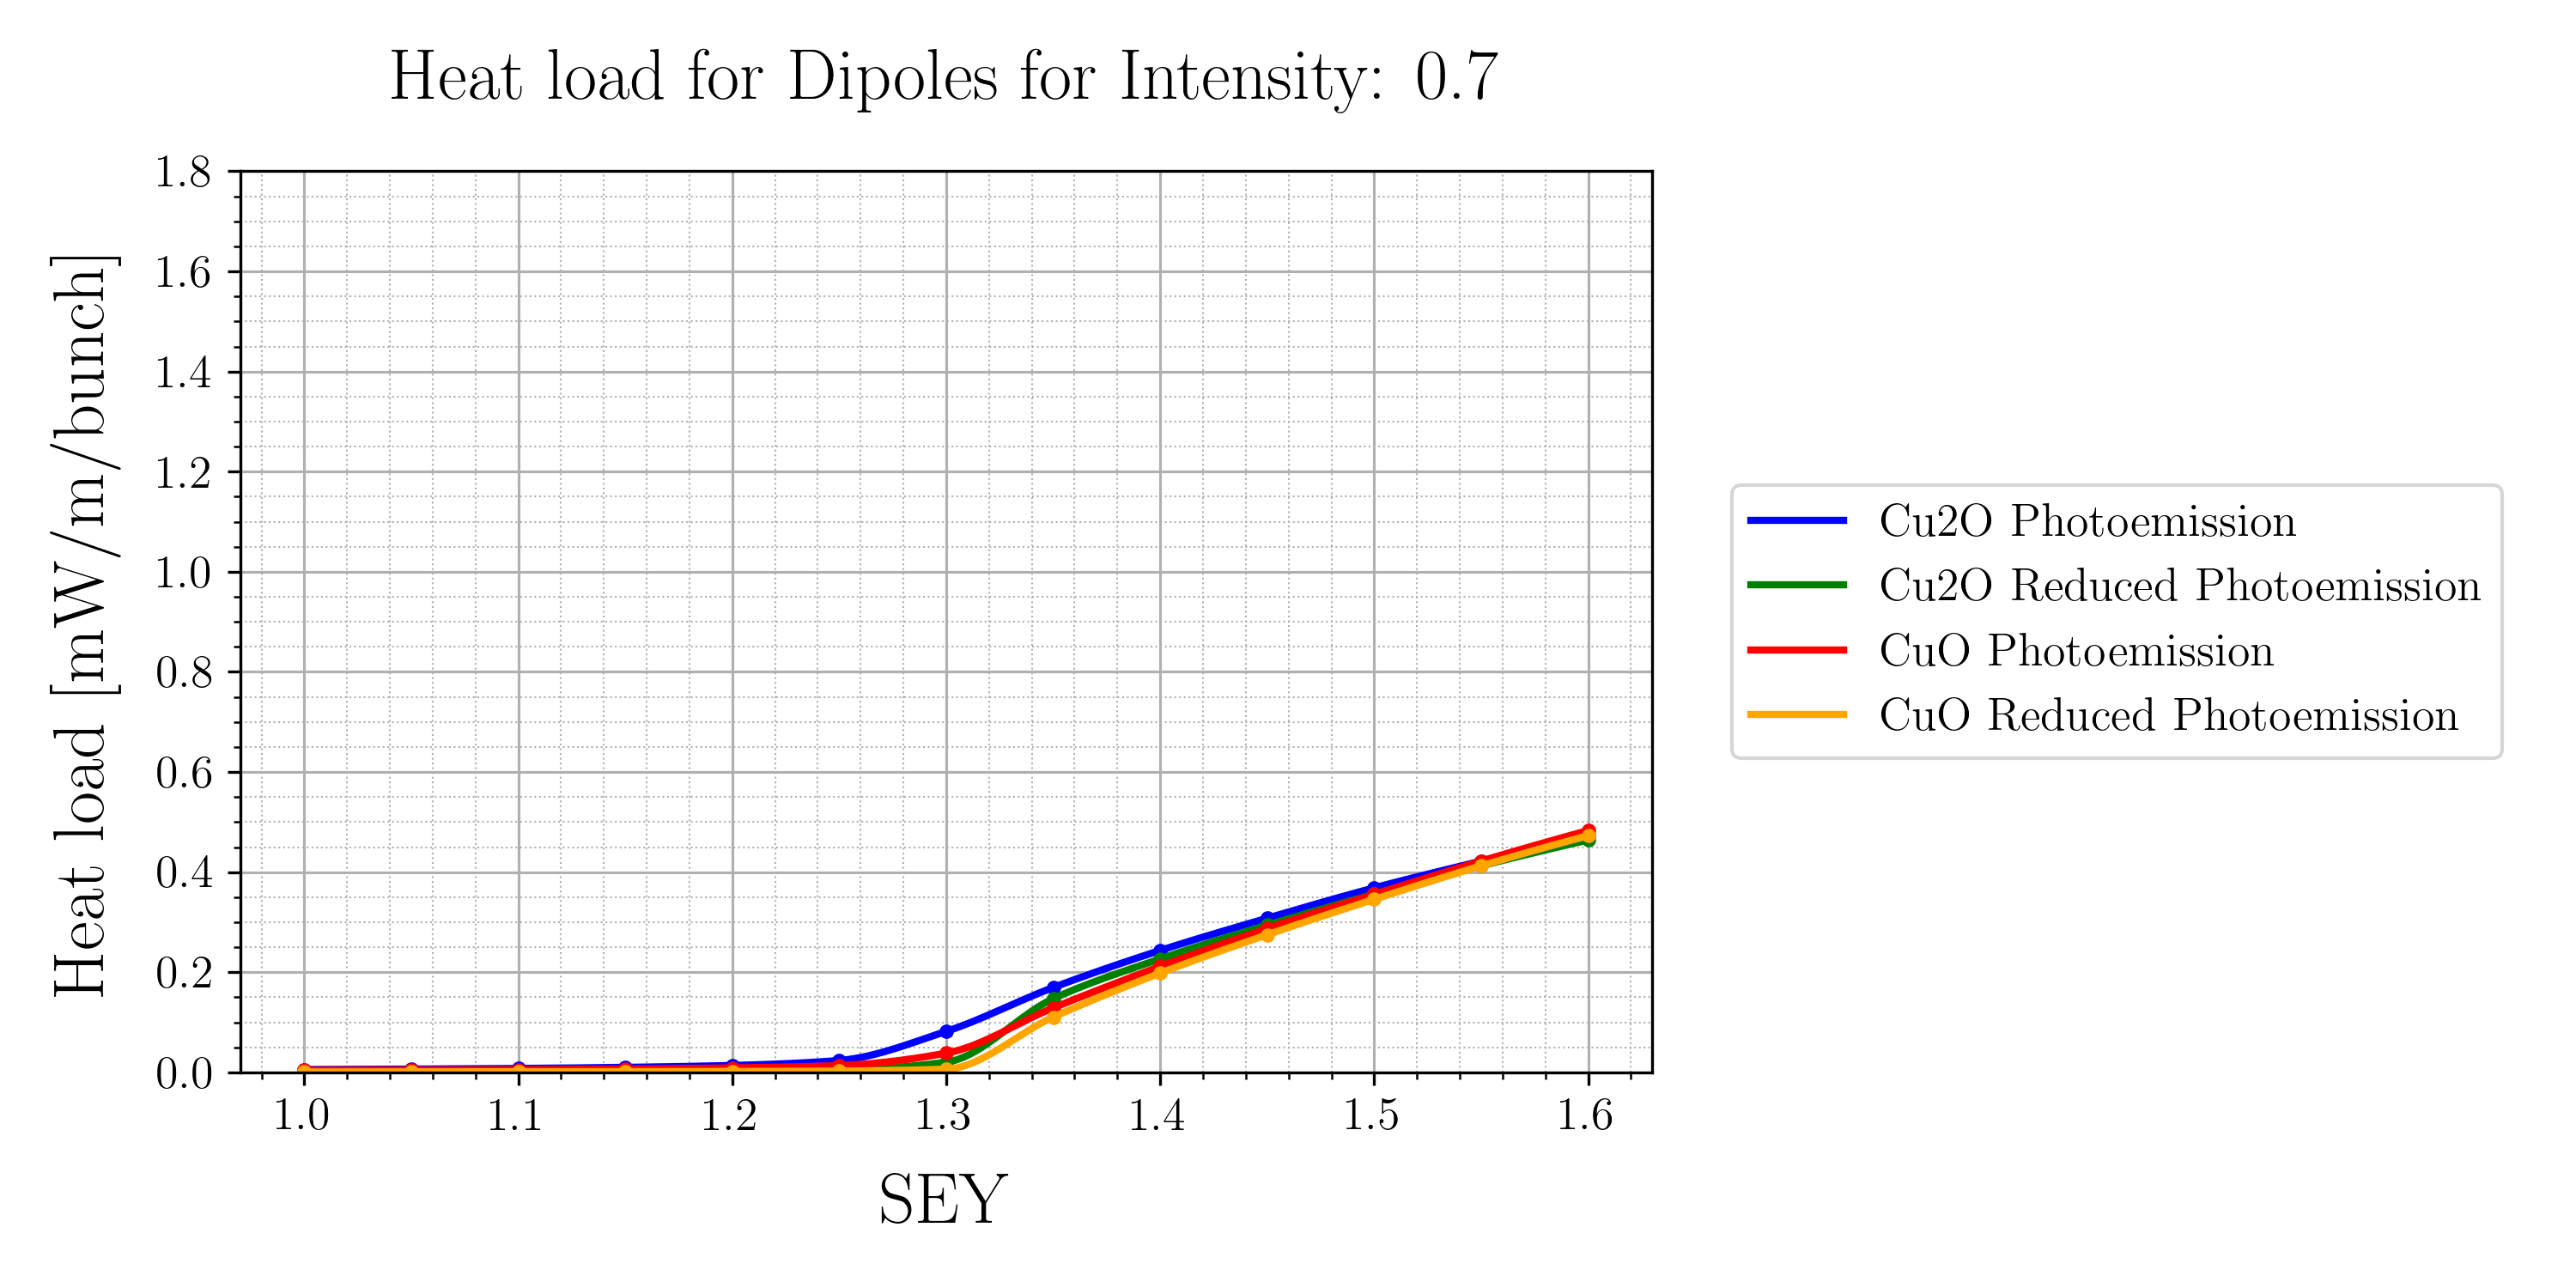 Heat load for Dipoles for Intensity: 0.7
Heat load [mW/m/bunch]
1.8
1.6
1.4
1.2
1.0
0.8
0.6
0.4
0.2
0.0
1.0 1.1 1.2 1.3 1.4 1.5 1.6
SEY
Cu2O Photoemission
Cu2O Reduced Photoemission
CuO Photoemission
CuO Reduced Photoemission